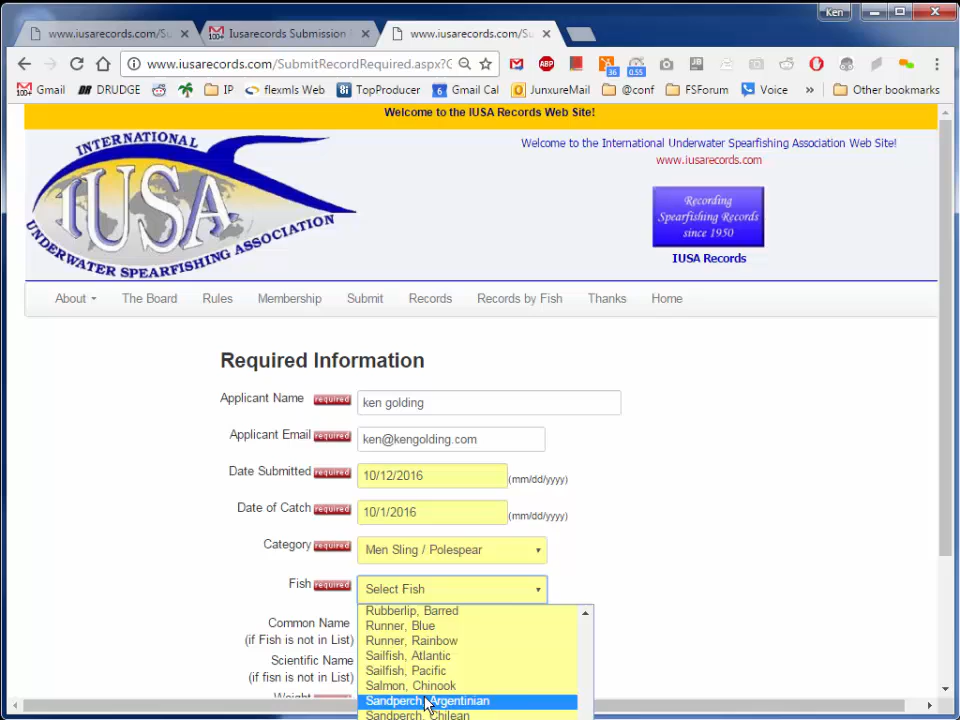 Ken
www.iusarecords.com/Su
Iusarecords Submission
www.iusarecords.com/Su
www.iusarecords.com/SubmitRecordRequired.aspx?C
ABP
36
0.55
Gmail
DRUDGE
IP
flexmls Web
TopProducer
Gmail Cal
JunxureMail
@conf
FSForum
Voice
»
Other bookmarks
Welcome to the IUSA Records Web Site!
INTERNATIONAL
IUSA
UNDERWATER SPEARFISHING ASSOCIATION
Welcome to the International Underwater Spearfishing Association Web Site!
www.iusarecords.com
Recording
Spearfishing Records
since 1950
IUSA Records
About
The Board
Rules
Membership
Submit
Records
Records by Fish
Thanks
Home
Required Information
Applicant Name required ken golding
Applicant Email required ken@kengolding.com
Date Submitted required 10/12/2016 (mm/dd/yyyy)
Date of Catch required 10/1/2016 (mm/dd/yyyy)
Category required Men Sling / Polespear
Fish required Select Fish
Rubberlip, Barred
Runner, Blue
Runner, Rainbow
Sailfish, Atlantic
Sailfish, Pacific
Salmon, Chinook
Sandperch, Argentinian
Sandperch, Chilean
Common Name
(if Fish is not in List)
Scientific Name
(if fisn is not in List)
Weight